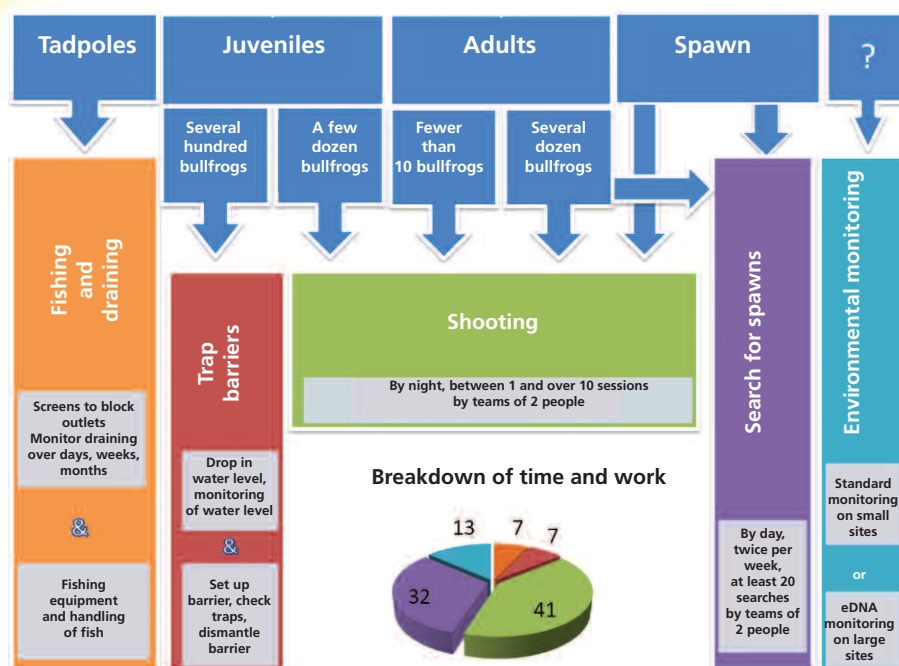 Tadpoles
Juveniles
Adults
Spawn
?
Several
hundred
bullfrogs
A few
dozen
bullfrogs
Fewer
than
10 bullfrogs
Several
dozen
bullfrogs
Fishing
and
draining
Screens to block
outlets
Monitor draining
over days, weeks,
months
&
Fishing
equipment
and handling
of fish
Trap
barriers
Drop in
water level,
monitoring
of water level
&
Set up
barrier, check
traps,
dismantle
barrier
Shooting
By night, between 1 and over 10 sessions
by teams of 2 people
Breakdown of time and work
13
7
7
32
41
Search for spawns
By day,
twice per
week,
at least 20
searches
by teams of
2 people
Environmental monitoring
Standard
monitoring
on small
sites
or
eDNA
monitoring
on large
sites